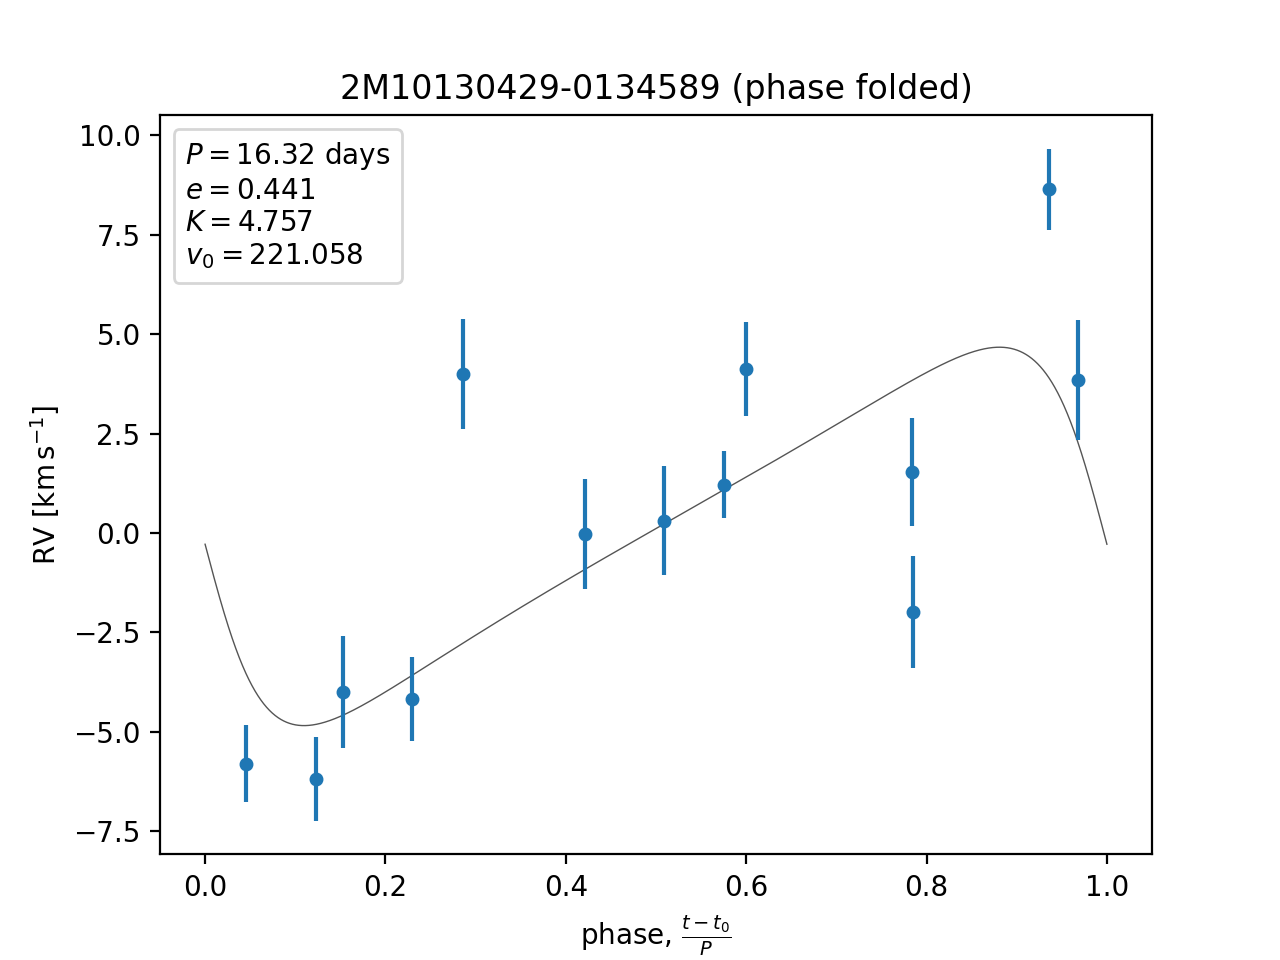 2M10130429-0134589 (phase folded)
P = 16.32 days
e = 0.441
K = 4.757
v₀ = 221.058
10.0
7.5
5.0
2.5
0.0
−2.5
−5.0
−7.5
RV [km s⁻¹]
0.0 0.2 0.4 0.6 0.8 1.0
phase, (t − t₀)/P